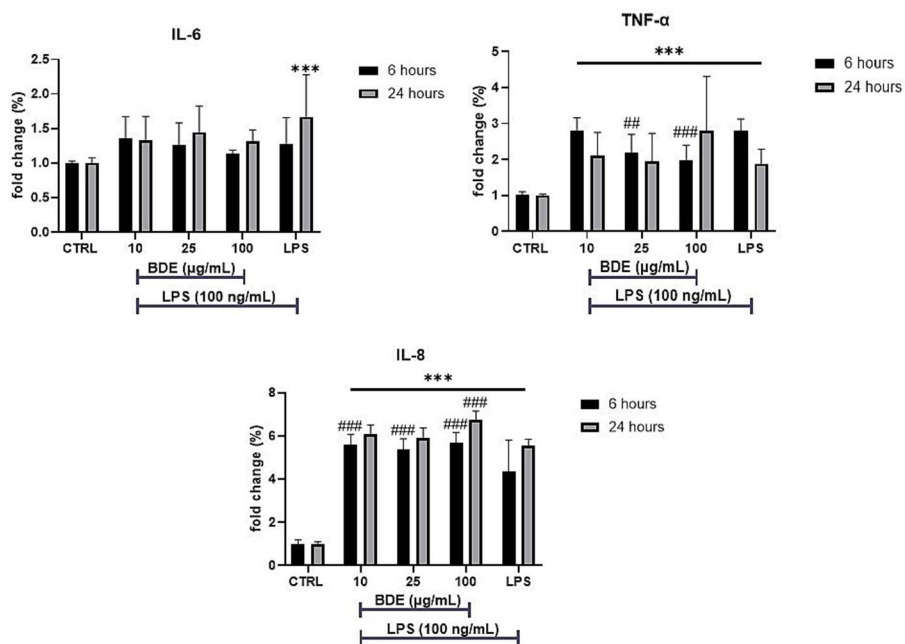 IL-6
fold change (%)
2.5
2.0
1.5
1.0
0.5
0.0
***
6 hours
24 hours
CTRL 10 25 100 LPS
BDE (µg/mL)
LPS (100 ng/mL)
TNF-α
fold change (%)
5
4
3
2
1
0
***
## ###
6 hours
24 hours
CTRL 10 25 100 LPS
BDE (µg/mL)
LPS (100 ng/mL)
IL-8
fold change (%)
8
6
4
2
0
***
### ### ### ###
6 hours
24 hours
CTRL 10 25 100 LPS
BDE (µg/mL)
LPS (100 ng/mL)